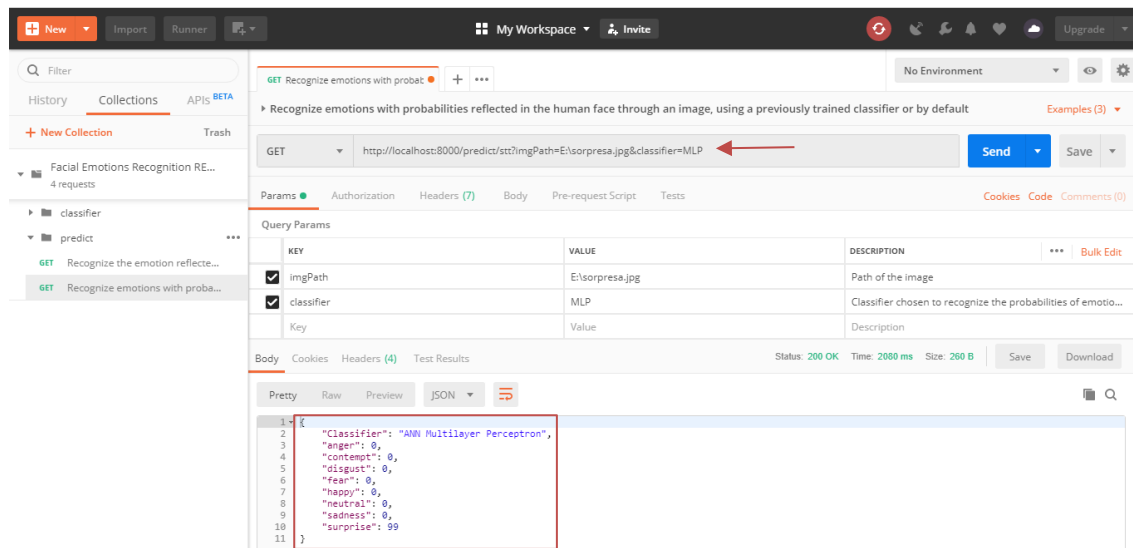 New Import Runner My Workspace Invite Upgrade
Filter
History Collections APIs BETA
+ New Collection Trash
Facial Emotions Recognition RE...
4 requests
classifier
predict
GET Recognize the emotion reflecte...
GET Recognize emotions with proba...
GET Recognize emotions with probat + ••• No Environment
Recognize emotions with probabilities reflected in the human face through an image, using a previously trained classifier or by default Examples (3)
GET http://localhost:8000/predict/stt?imgPath=E:\sorpresa.jpg&classifier=MLP Send Save
Params Authorization Headers (7) Body Pre-request Script Tests Cookies Code Comments (0)
Query Params
KEY VALUE DESCRIPTION ••• Bulk Edit
imgPath E:\sorpresa.jpg Path of the image
classifier MLP Classifier chosen to recognize the probabilities of emotio...
Key Value Description
Body Cookies Headers (4) Test Results Status: 200 OK Time: 2080 ms Size: 260 B Save Download
Pretty Raw Preview JSON
1 {
2 "Classifier": "ANN Multilayer Perceptron",
3 "anger": 0,
4 "contempt": 0,
5 "disgust": 0,
6 "fear": 0,
7 "happy": 0,
8 "neutral": 0,
9 "sadness": 0,
10 "surprise": 99
11 }